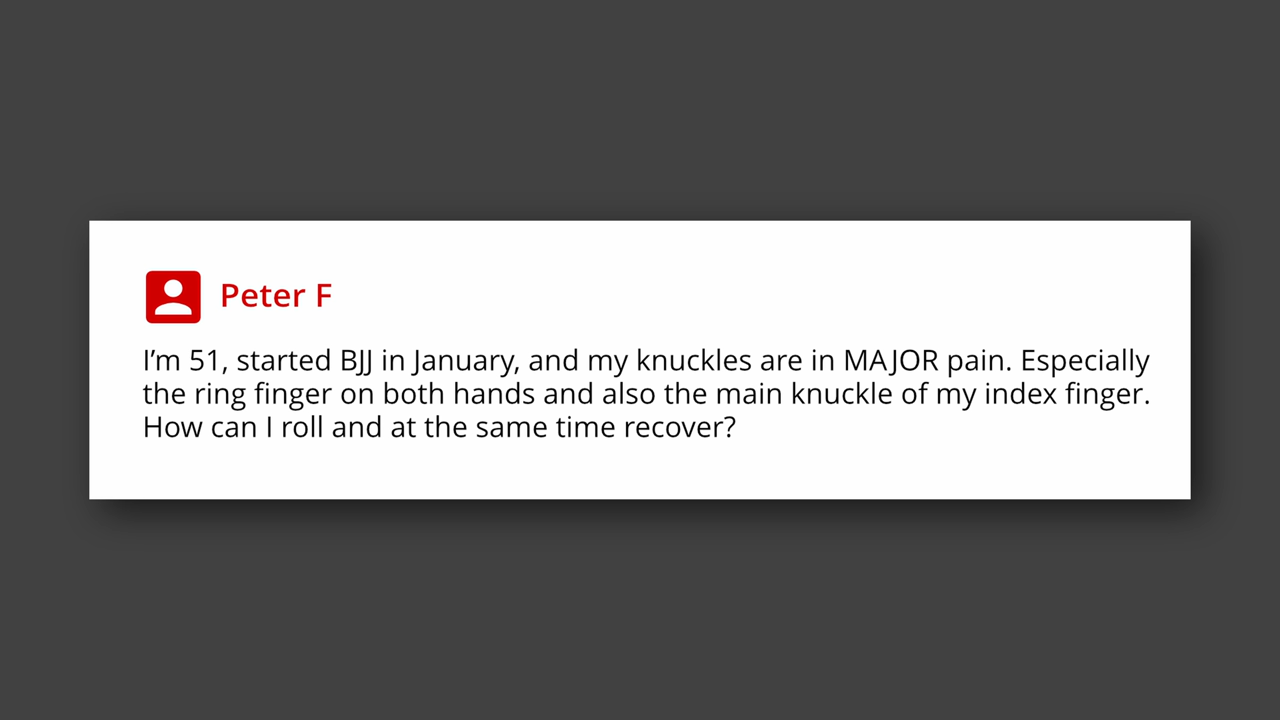 Peter F
I’m 51, started BJJ in January, and my knuckles are in MAJOR pain. Especially
the ring finger on both hands and also the main knuckle of my index finger.
How can I roll and at the same time recover?